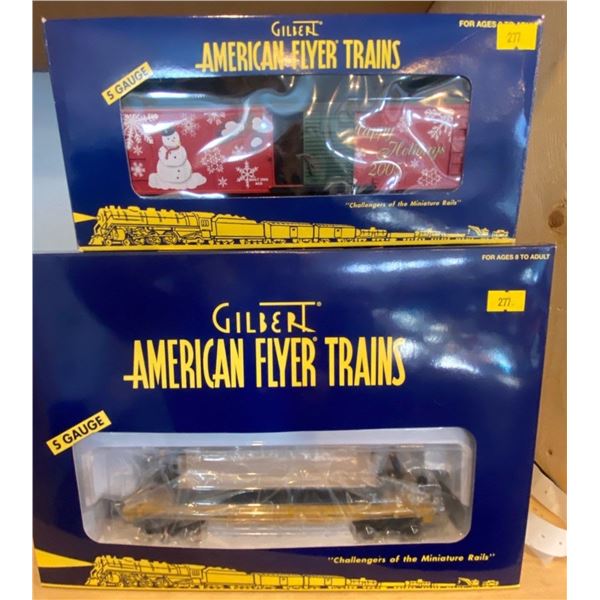 GILBERT®
AMERICAN FLYER TRAINS
FOR AGES 8 TO ADULT
277
S GAUGE
Happy
Holidays
"Challengers of the Miniature Rails"
FOR AGES 8 TO ADULT
277
GILBERT®
AMERICAN FLYER® TRAINS
S GAUGE
"Challengers of the Miniature Rails"